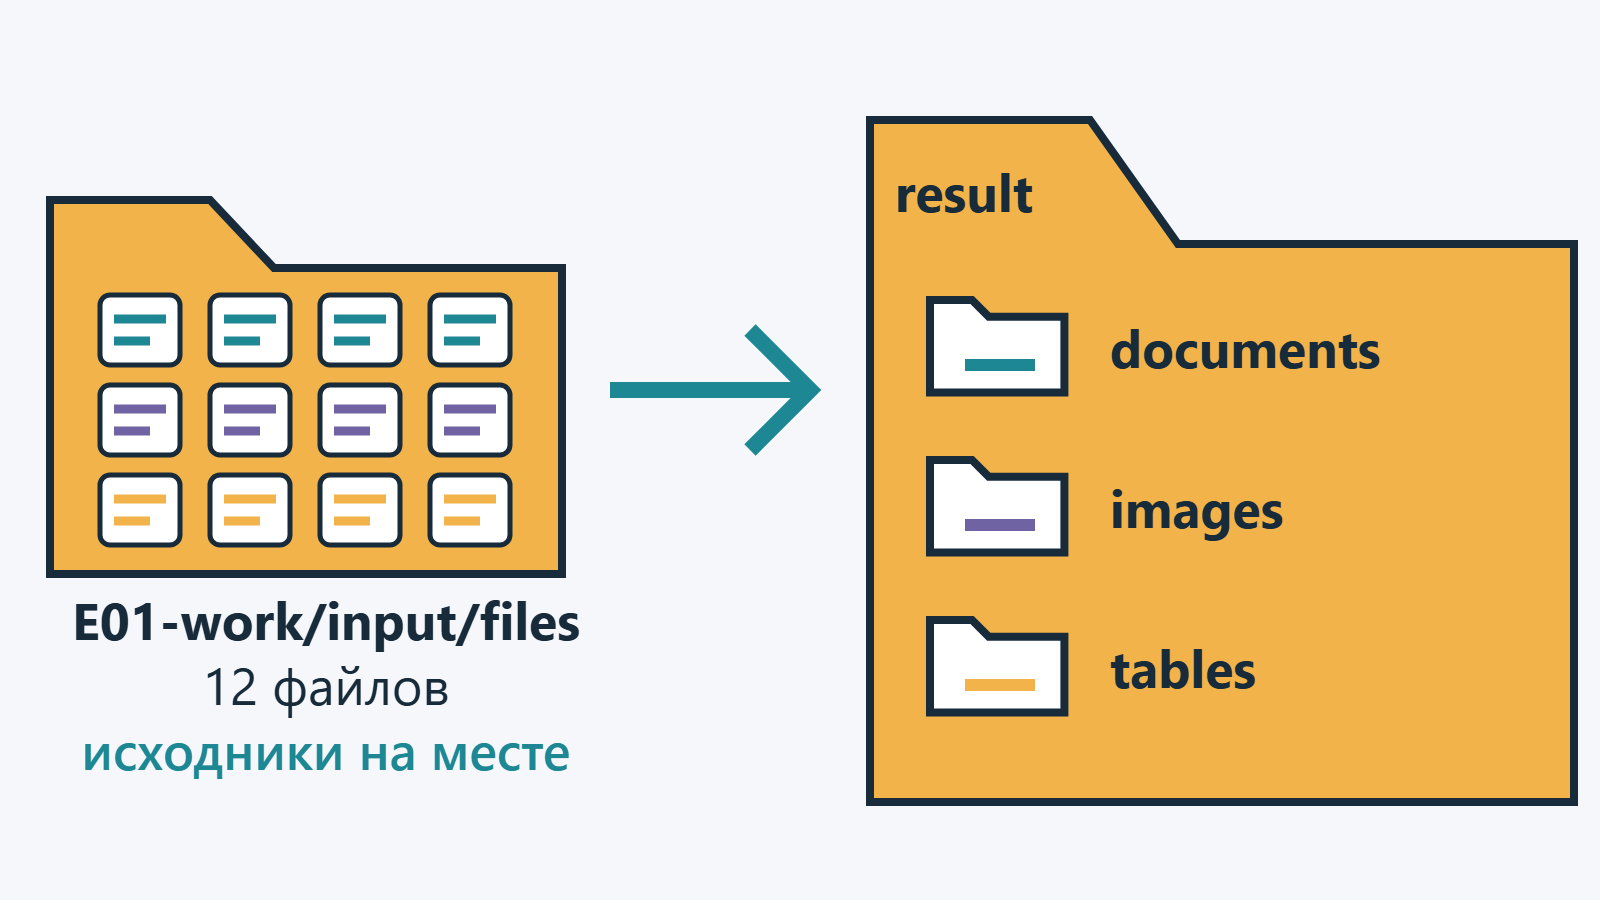 result
documents
images
tables
E01-work/input/files
12 файлов
исходники на месте